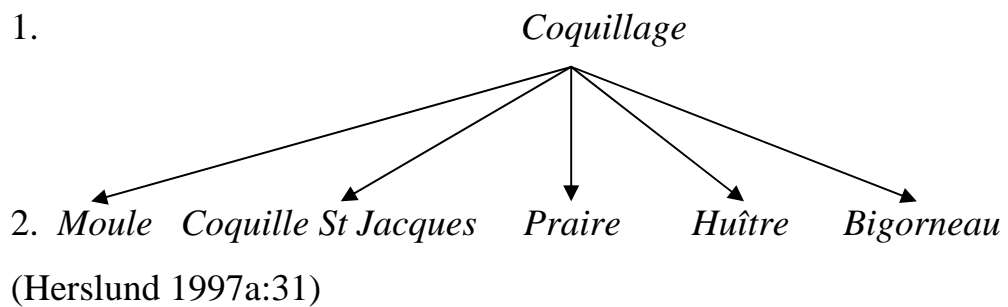 1. Coquillage
2. Moule Coquille St Jacques Praire Huître Bigorneau
(Herslund 1997a:31)